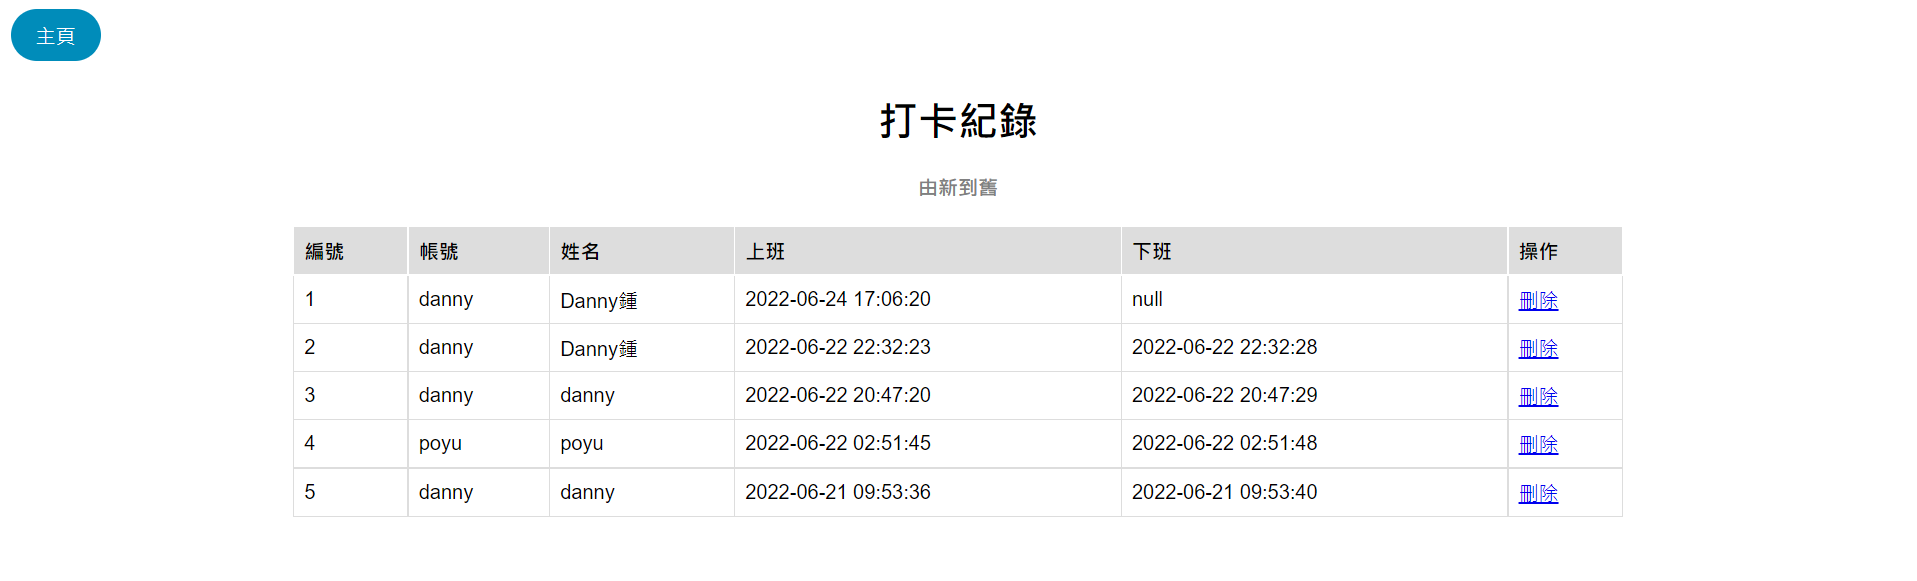 主頁
打卡紀錄
由新到舊
編號 帳號 姓名 上班 下班 操作
1 danny Danny鍾 2022-06-24 17:06:20 null 刪除
2 danny Danny鍾 2022-06-22 22:32:23 2022-06-22 22:32:28 刪除
3 danny danny 2022-06-22 20:47:20 2022-06-22 20:47:29 刪除
4 poyu poyu 2022-06-22 02:51:45 2022-06-22 02:51:48 刪除
5 danny danny 2022-06-21 09:53:36 2022-06-21 09:53:40 刪除